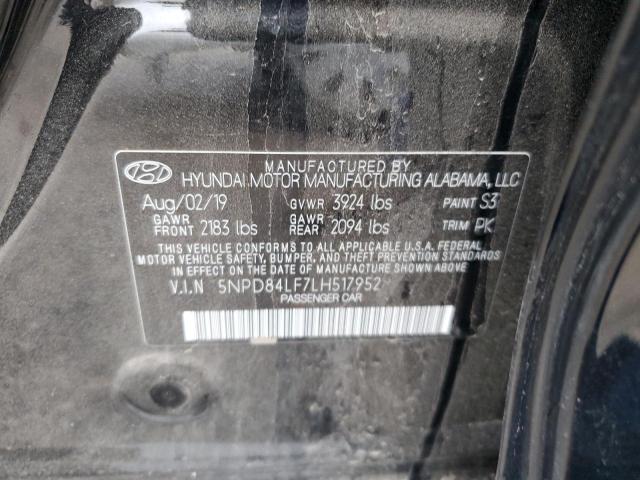 MANUFACTURED BY
HYUNDAI MOTOR MANUFACTURING ALABAMA, LLC
Aug/02/19 GVWR 3924 lbs PAINT S3
GAWR FRONT 2183 lbs GAWR REAR 2094 lbs TRIM PK
THIS VEHICLE CONFORMS TO ALL APPLICABLE U.S.A. FEDERAL
MOTOR VEHICLE SAFETY, BUMPER, AND THEFT PREVENTION
STANDARDS IN EFFECT ON THE DATE OF MANUFACTURE SHOWN ABOVE.
V.I.N 5NPD84LF7LH517952
PASSENGER CAR